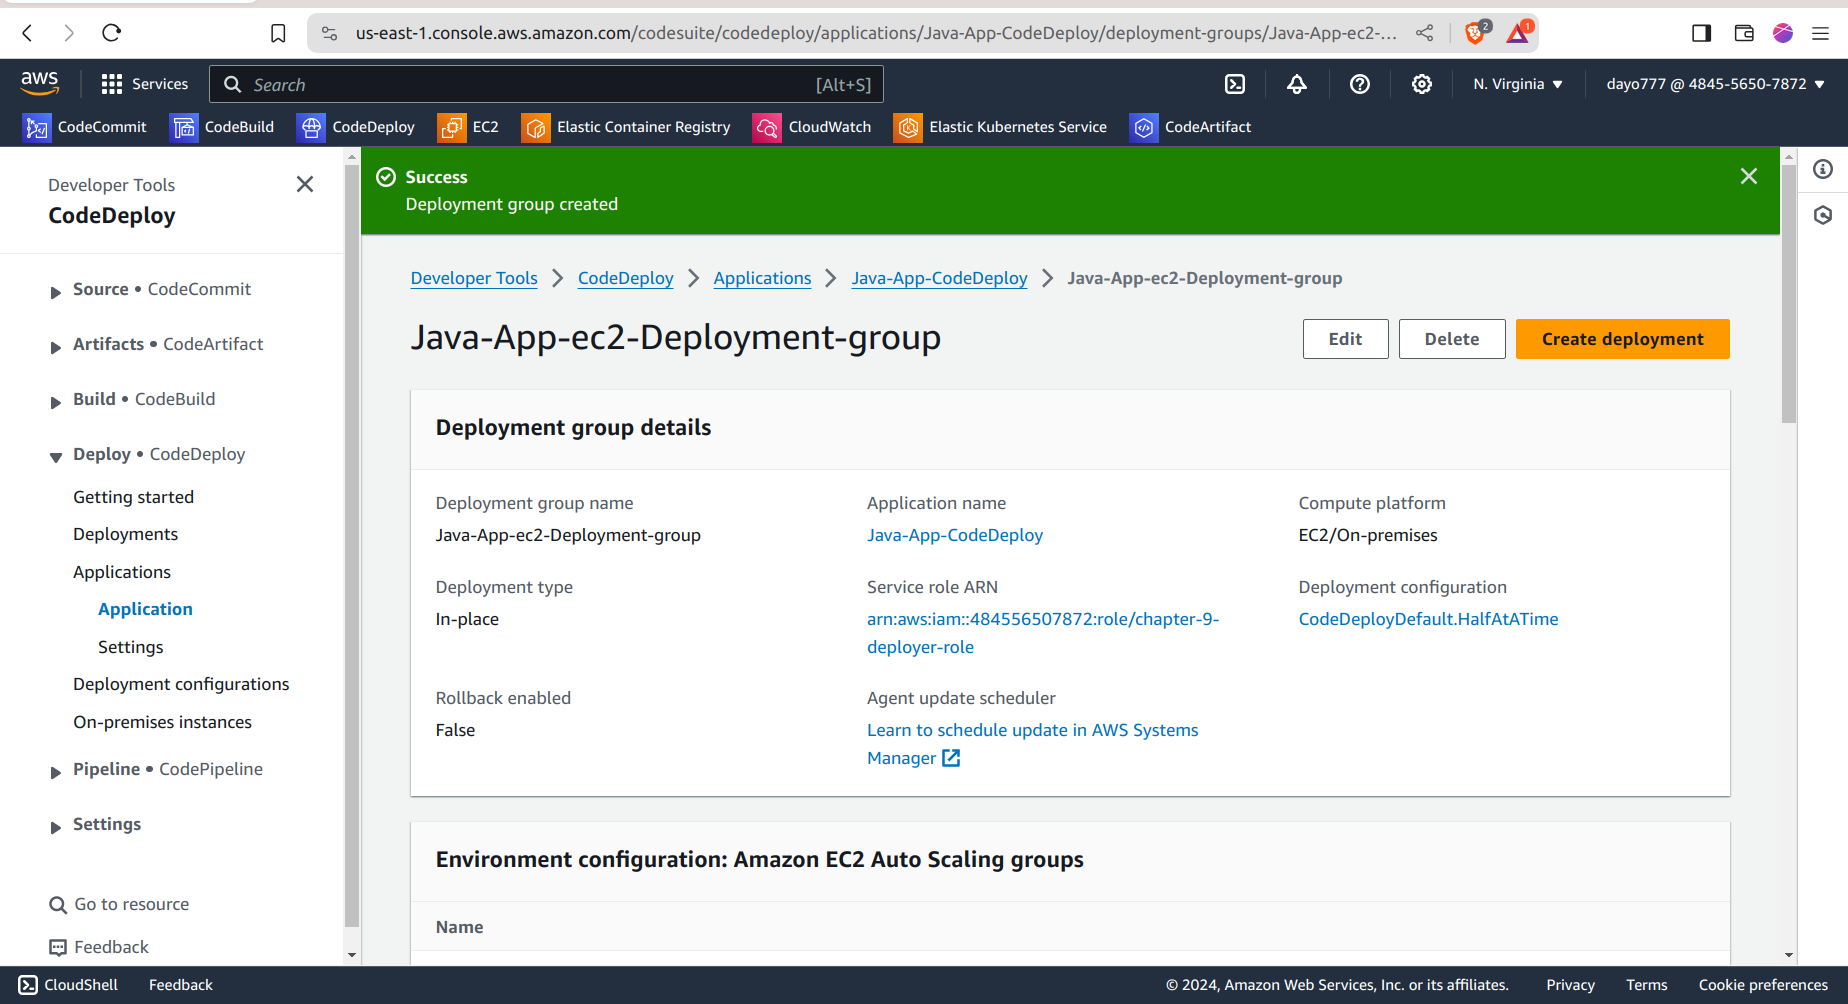 us-east-1.console.aws.amazon.com/codesuite/codedeploy/applications/Java-App-CodeDeploy/deployment-groups/Java-App-ec2-...
2
1
aws
Services
Search
[Alt+S]
N. Virginia
dayo777 @ 4845-5650-7872
CodeCommit
CodeBuild
CodeDeploy
EC2
Elastic Container Registry
CloudWatch
Elastic Kubernetes Service
CodeArtifact
Developer Tools
CodeDeploy
Source • CodeCommit
Artifacts • CodeArtifact
Build • CodeBuild
Deploy • CodeDeploy
Getting started
Deployments
Applications
Application
Settings
Deployment configurations
On-premises instances
Pipeline • CodePipeline
Settings
Go to resource
Feedback
Success
Deployment group created
Developer Tools > CodeDeploy > Applications > Java-App-CodeDeploy > Java-App-ec2-Deployment-group
Java-App-ec2-Deployment-group
Edit
Delete
Create deployment
Deployment group details
Deployment group name
Java-App-ec2-Deployment-group
Application name
Java-App-CodeDeploy
Compute platform
EC2/On-premises
Deployment type
In-place
Service role ARN
arn:aws:iam::484556507872:role/chapter-9-
deployer-role
Deployment configuration
CodeDeployDefault.HalfAtATime
Rollback enabled
False
Agent update scheduler
Learn to schedule update in AWS Systems
Manager
Environment configuration: Amazon EC2 Auto Scaling groups
Name
CloudShell
Feedback
© 2024, Amazon Web Services, Inc. or its affiliates.
Privacy
Terms
Cookie preferences